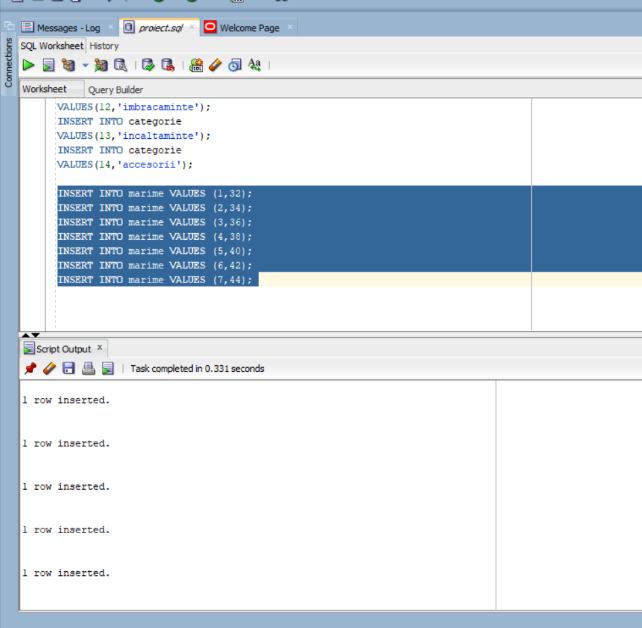 Messages - Log
proiect.sql
Welcome Page
Connections
SQL Worksheet History
Worksheet Query Builder
VALUES(12,'imbracaminte');
INSERT INTO categorie
VALUES(13,'incaltaminte');
INSERT INTO categorie
VALUES(14,'accesorii');
INSERT INTO marime VALUES (1,32);
INSERT INTO marime VALUES (2,34);
INSERT INTO marime VALUES (3,36);
INSERT INTO marime VALUES (4,38);
INSERT INTO marime VALUES (5,40);
INSERT INTO marime VALUES (6,42);
INSERT INTO marime VALUES (7,44);
Script Output
Task completed in 0.331 seconds
1 row inserted.
1 row inserted.
1 row inserted.
1 row inserted.
1 row inserted.